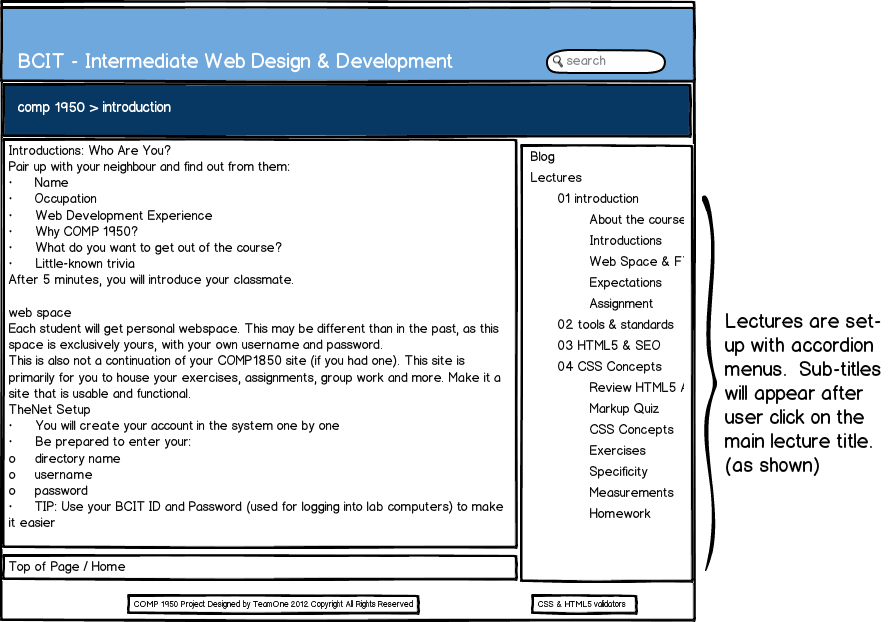 BCIT - Intermediate Web Design & Development
search
comp 1950 > introduction
Introductions: Who Are You?
Pair up with your neighbour and find out from them:
· Name
· Occupation
· Web Development Experience
· Why COMP 1950?
· What do you want to get out of the course?
· Little-known trivia
After 5 minutes, you will introduce your classmate.
web space
Each student will get personal webspace. This may be different than in the past, as this
space is exclusively yours, with your own username and password.
This is also not a continuation of your COMP1850 site (if you had one). This site is
primarily for you to house your exercises, assignments, group work and more. Make it a
site that is usable and functional.
TheNet Setup
· You will create your account in the system one by one
· Be prepared to enter your:
o directory name
o username
o password
· TIP: Use your BCIT ID and Password (used for logging into lab computers) to make
it easier
Top of Page / Home
Blog
Lectures
01 introduction
About the course
Introductions
Web Space & F
Expectations
Assignment
02 tools & standards
03 HTML5 & SEO
04 CSS Concepts
Review HTML5
Markup Quiz
CSS Concepts
Exercises
Specificity
Measurements
Homework
Lectures are set-
up with accordion
menus. Sub-titles
will appear after
user click on the
main lecture title.
(as shown)
COMP 1950 Project Designed by TeamOne 2012 Copyright All Rights Reserved
CSS & HTML5 validators